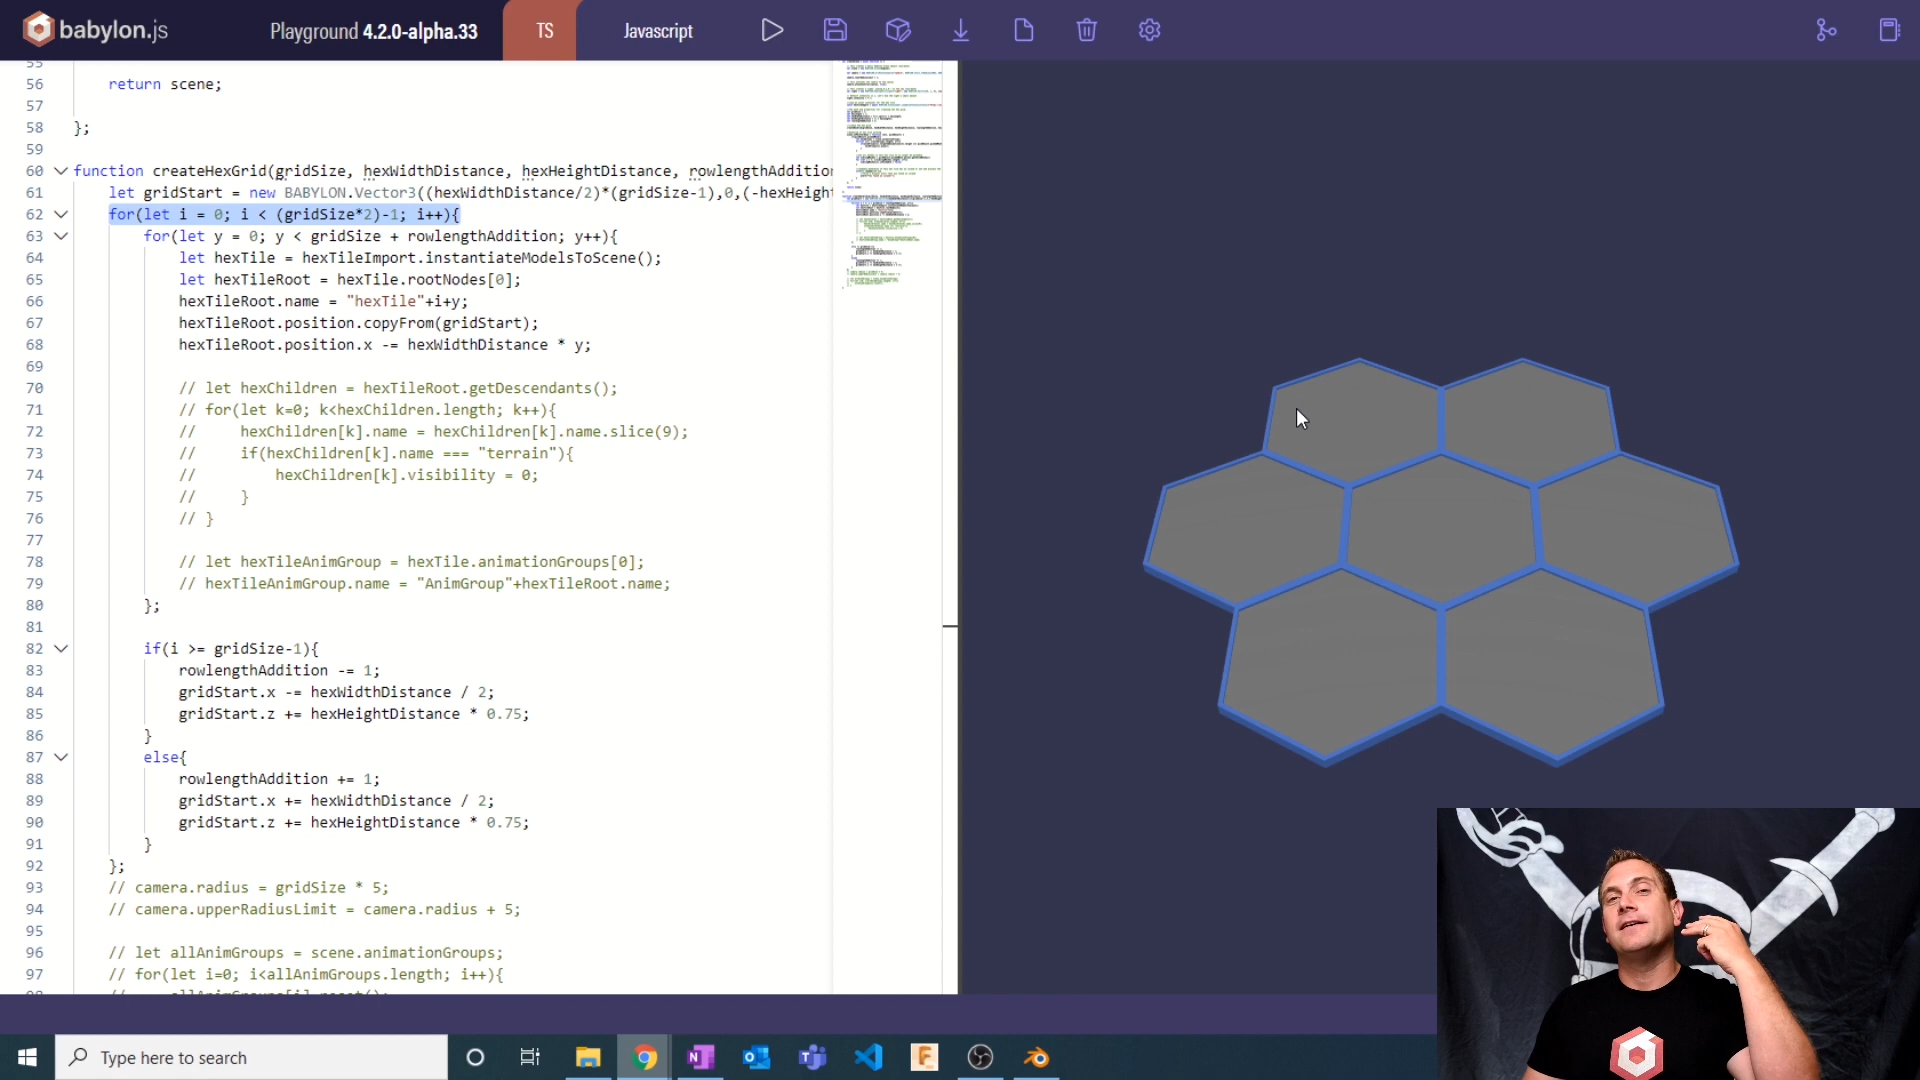 babylon.js
Playground 4.2.0-alpha.33
TS
Javascript
55
56 return scene;
57
58 };
59
60 function createHexGrid(gridSize, hexWidthDistance, hexHeightDistance, rowlengthAddition
61 let gridStart = new BABYLON.Vector3((hexWidthDistance/2)*(gridSize-1),0,(-hexHeight
62 for(let i = 0; i < (gridSize*2)-1; i++){
63 for(let y = 0; y < gridSize + rowlengthAddition; y++){
64 let hexTile = hexTileImport.instantiateModelsToScene();
65 let hexTileRoot = hexTile.rootNodes[0];
66 hexTileRoot.name = "hexTile"+i+y;
67 hexTileRoot.position.copyFrom(gridStart);
68 hexTileRoot.position.x -= hexWidthDistance * y;
69
70 // let hexChildren = hexTileRoot.getDescendants();
71 // for(let k=0; k<hexChildren.length; k++){
72 // hexChildren[k].name = hexChildren[k].name.slice(9);
73 // if(hexChildren[k].name === "terrain"){
74 // hexChildren[k].visibility = 0;
75 // }
76 // }
77
78 // let hexTileAnimGroup = hexTile.animationGroups[0];
79 // hexTileAnimGroup.name = "AnimGroup"+hexTileRoot.name;
80 };
81
82 if(i >= gridSize-1){
83 rowlengthAddition -= 1;
84 gridStart.x -= hexWidthDistance / 2;
85 gridStart.z += hexHeightDistance * 0.75;
86 }
87 else{
88 rowlengthAddition += 1;
89 gridStart.x += hexWidthDistance / 2;
90 gridStart.z += hexHeightDistance * 0.75;
91 }
92 };
93 // camera.radius = gridSize * 5;
94 // camera.upperRadiusLimit = camera.radius + 5;
95
96 // let allAnimGroups = scene.animationGroups;
97 // for(let i=0; i<allAnimGroups.length; i++){
Type here to search